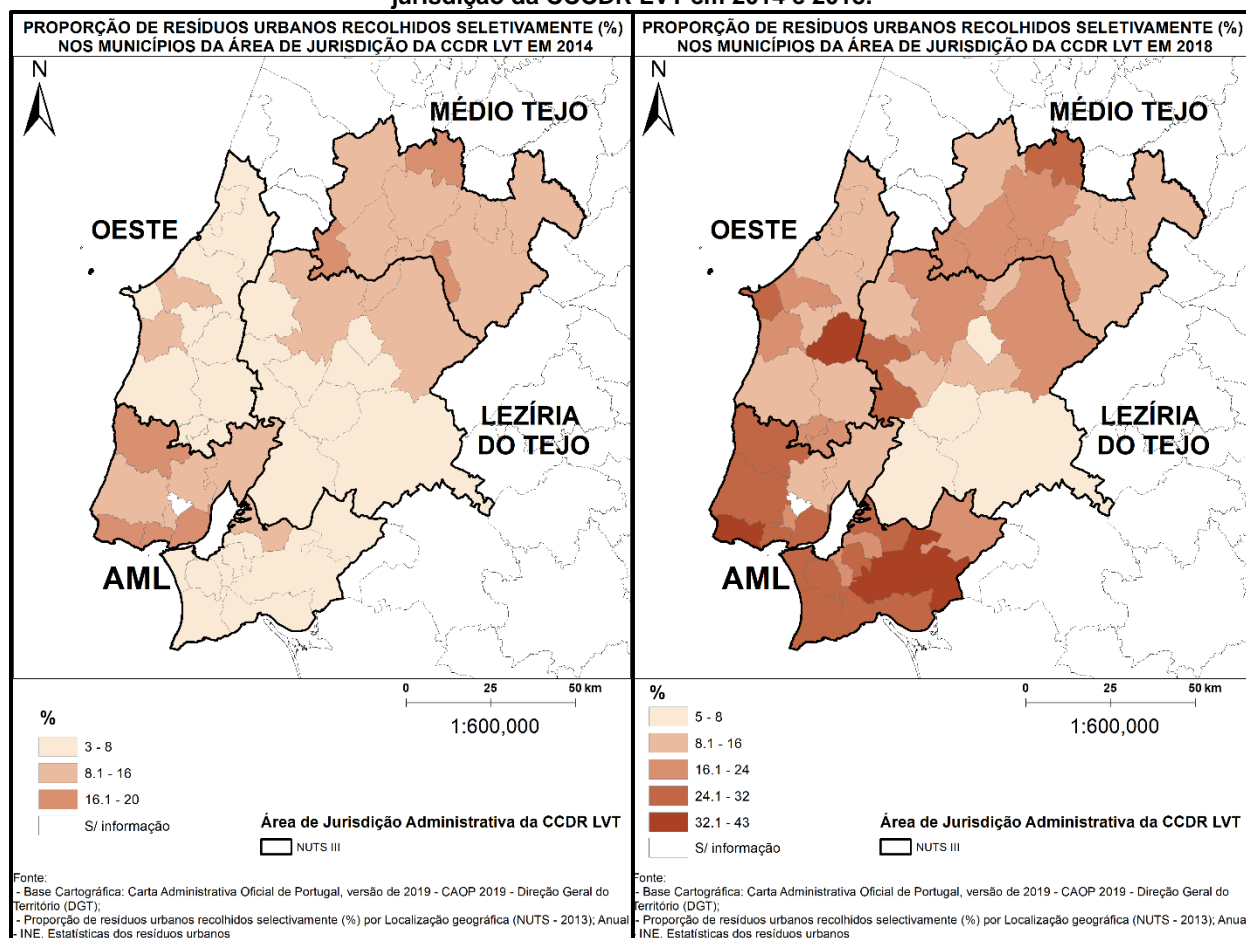 jurisdição da CCCDR LVT em 2014 e 2018.
PROPORÇÃO DE RESÍDUOS URBANOS RECOLHIDOS SELETIVAMENTE (%)
NOS MUNICÍPIOS DA ÁREA DE JURISDIÇÃO DA CCDR LVT EM 2014
N
MÉDIO TEJO
OESTE
LEZÍRIA
DO TEJO
AML
0 25 50 km
1:600,000
%
3 - 8
8.1 - 16
16.1 - 20
S/ informação
Área de Jurisdição Administrativa da CCDR LVT
NUTS III
Fonte:
- Base Cartográfica: Carta Administrativa Oficial de Portugal, versão de 2019 - CAOP 2019 - Direção Geral do
Território (DGT);
- Proporção de resíduos urbanos recolhidos selectivamente (%) por Localização geográfica (NUTS - 2013); Anual
- INE, Estatísticas dos resíduos urbanos
PROPORÇÃO DE RESÍDUOS URBANOS RECOLHIDOS SELETIVAMENTE (%)
NOS MUNICÍPIOS DA ÁREA DE JURISDIÇÃO DA CCDR LVT EM 2018
N
MÉDIO TEJO
OESTE
LEZÍRIA
DO TEJO
AML
0 25 50 km
1:600,000
%
5 - 8
8.1 - 16
16.1 - 24
24.1 - 32
32.1 - 43
S/ informação
Área de Jurisdição Administrativa da CCDR LVT
NUTS III
Fonte:
- Base Cartográfica: Carta Administrativa Oficial de Portugal, versão de 2019 - CAOP 2019 - Direção Geral do
Território (DGT);
- Proporção de resíduos urbanos recolhidos selectivamente (%) por Localização geográfica (NUTS - 2013); Anua
- INE, Estatísticas dos resíduos urbanos